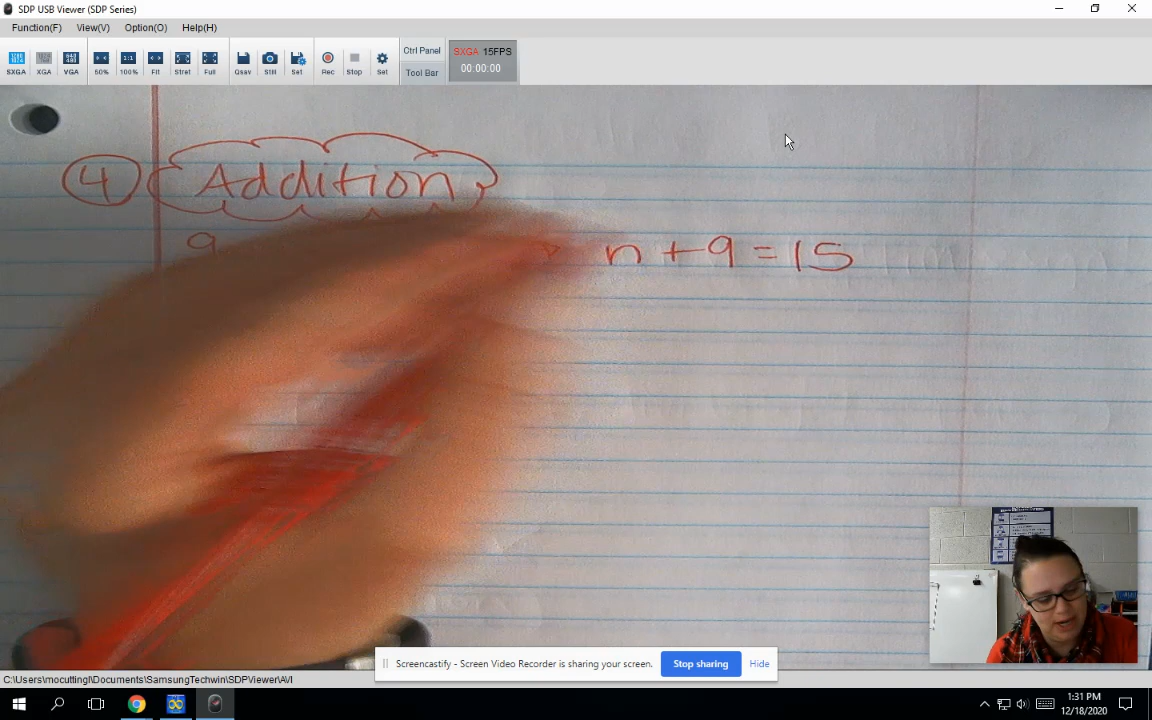 SDP USB Viewer (SDP Series)
Function(F) View(V) Option(O) Help(H)
SXGA XGA VGA 50% 100% Fit Stret Full Qsav Still Set Rec Stop Set
Ctrl Panel
Tool Bar
SXGA 15FPS
00:00:00
4 Addition
9
n + 9 = 15
Screencastify - Screen Video Recorder is sharing your screen. Stop sharing Hide
C:\Users\mocuttingl\Documents\SamsungTechwin\SDPViewer\AVI
1:31 PM
12/18/2020